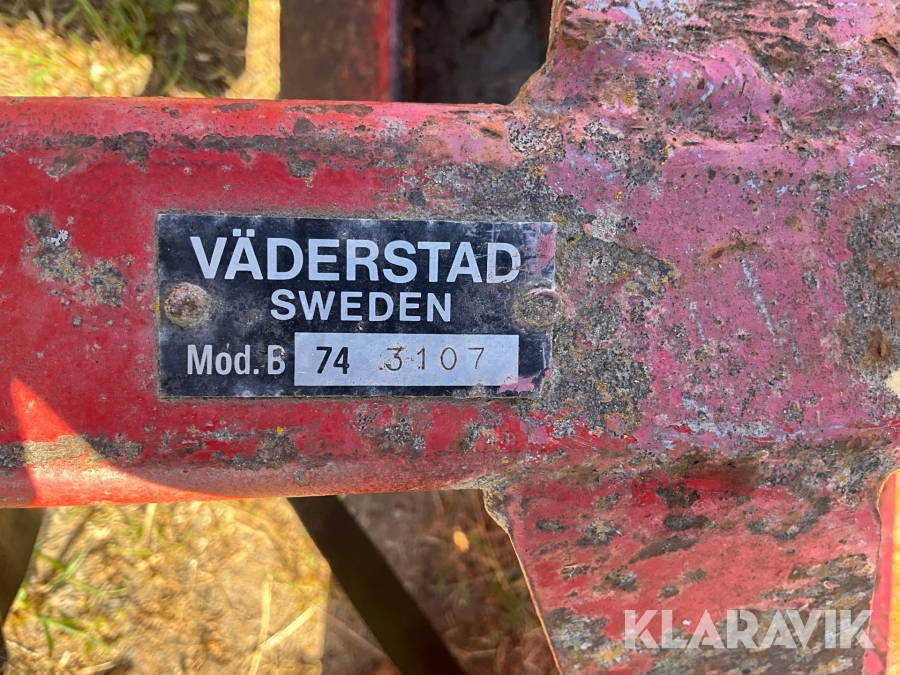 VÄDERSTAD
SWEDEN
Mod. B 74 3107
KLARAVIK